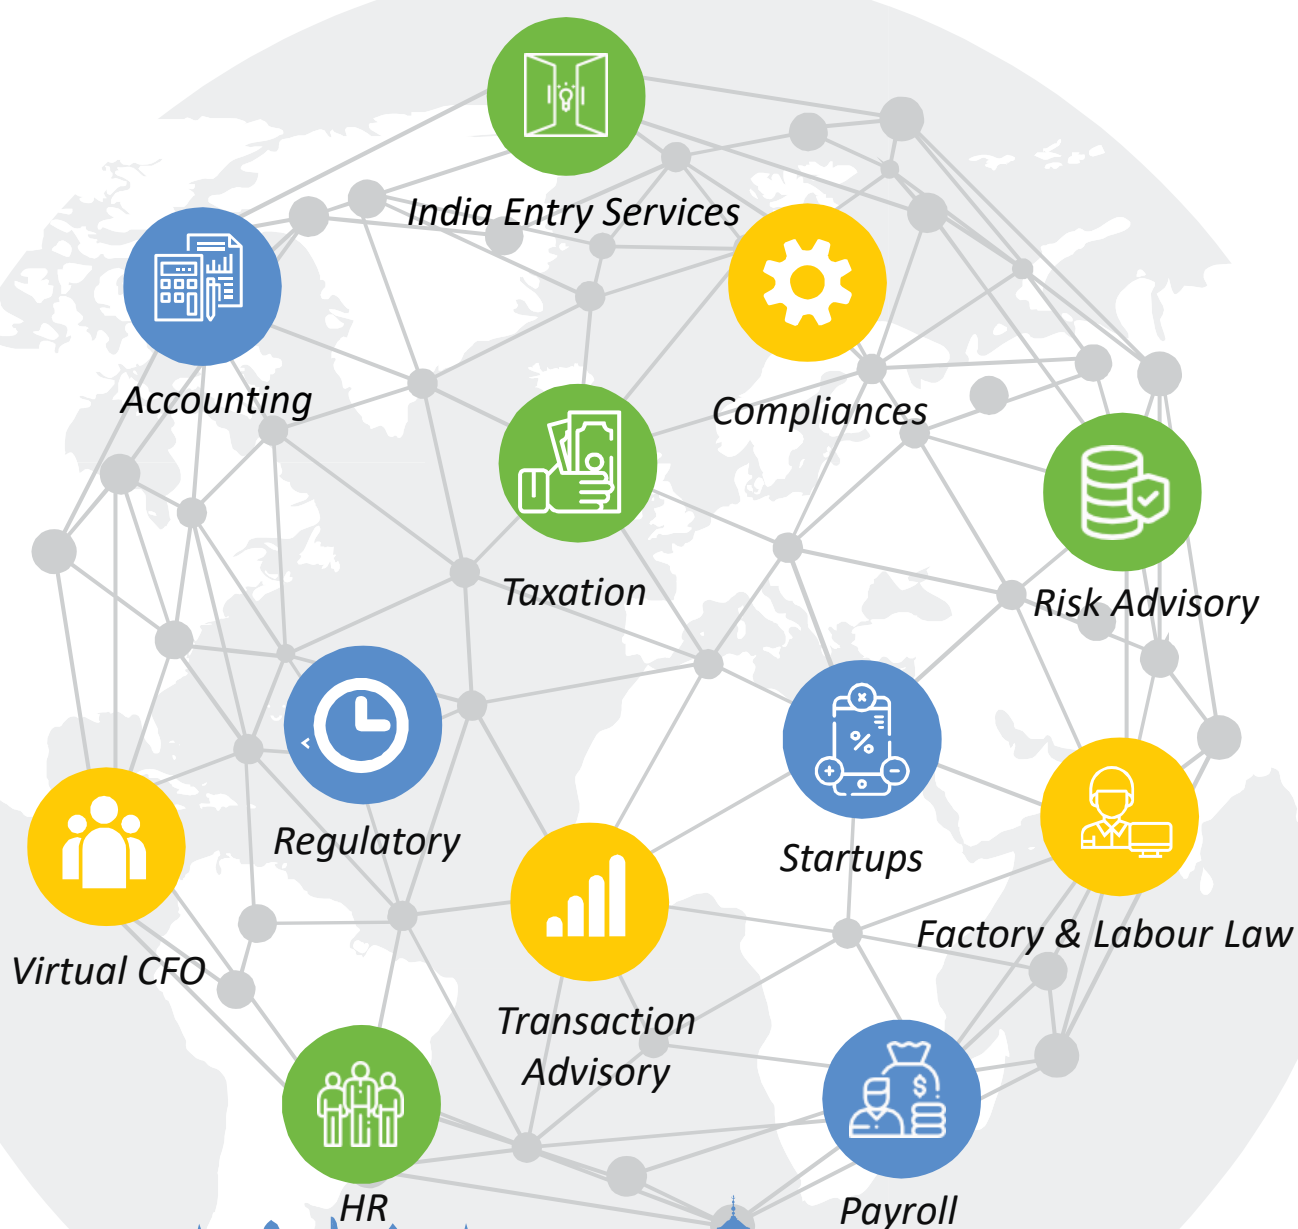 India Entry Services
Accounting
Compliances
Taxation
Risk Advisory
%
Regulatory
Startups
Factory & Labour Law
Virtual CFO
Transaction
Advisory
$
HR
Payroll